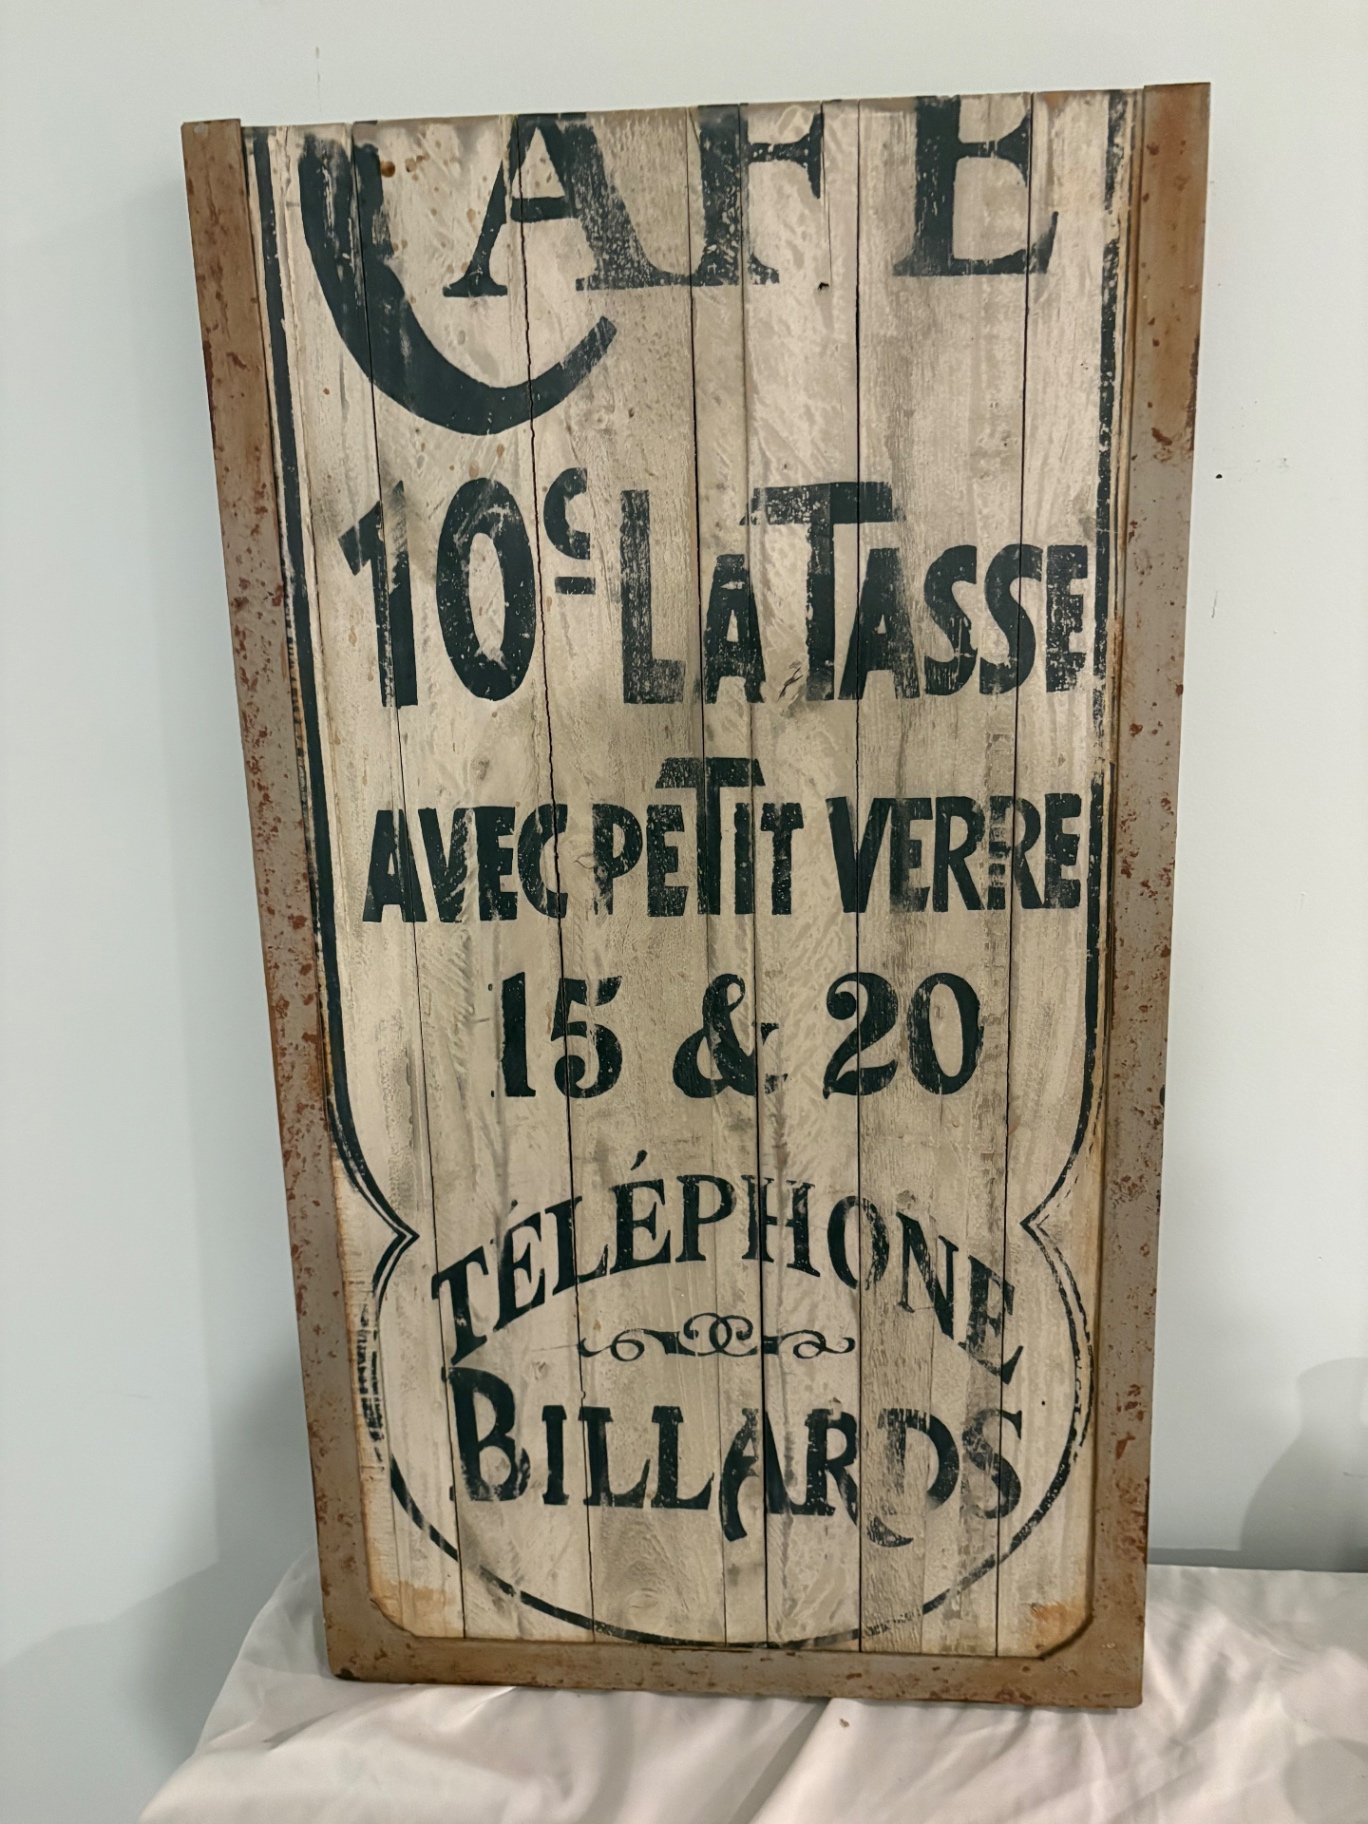 CAFE
10c LA TASSE
AVEC PETIT VERRE
15 & 20
TÉLÉPHONE
BILLARDS